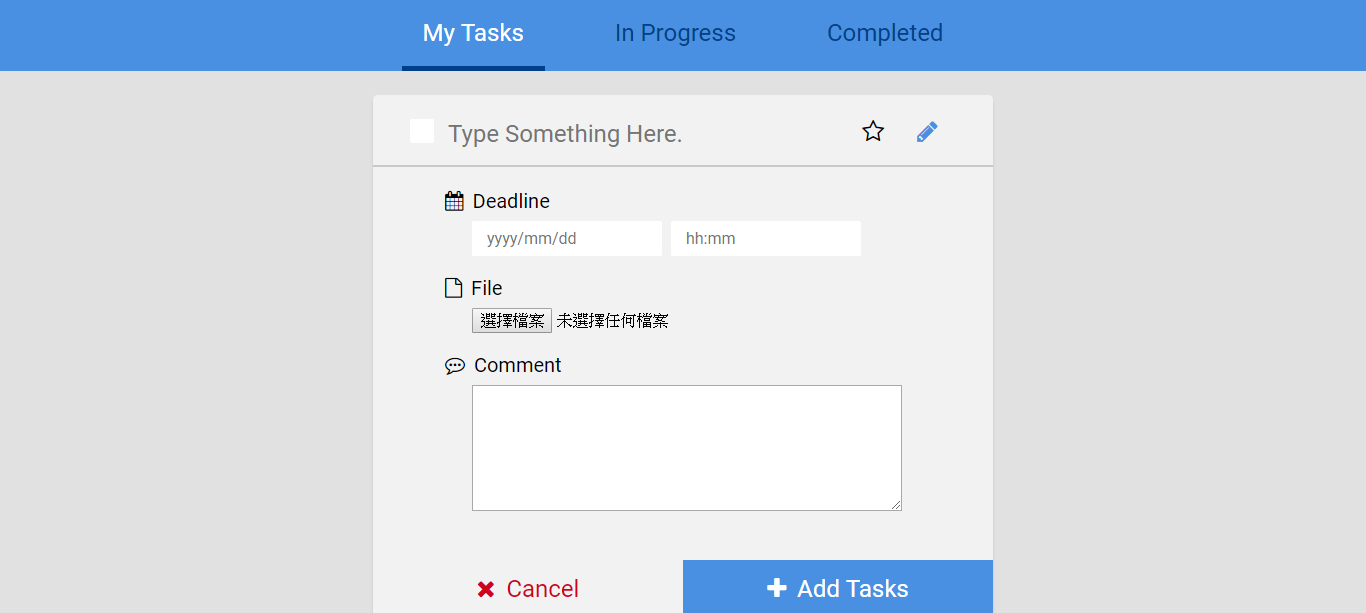 My Tasks In Progress Completed
Type Something Here.
Deadline
yyyy/mm/dd hh:mm
File
選擇檔案 未選擇任何檔案
Comment
Cancel Add Tasks